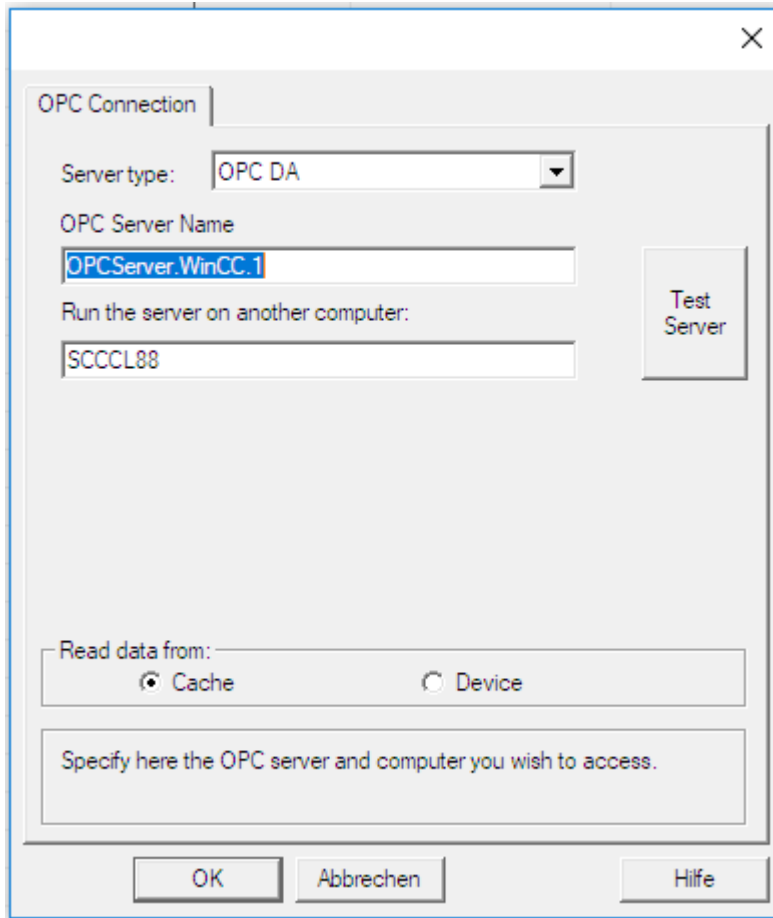 OPC Connection
Server type: OPC DA
OPC Server Name
OPCServer.WinCC.1
Run the server on another computer:
Test
Server
SCCCL88
Read data from:
Cache Device
Specify here the OPC server and computer you wish to access.
OK Abbrechen Hilfe